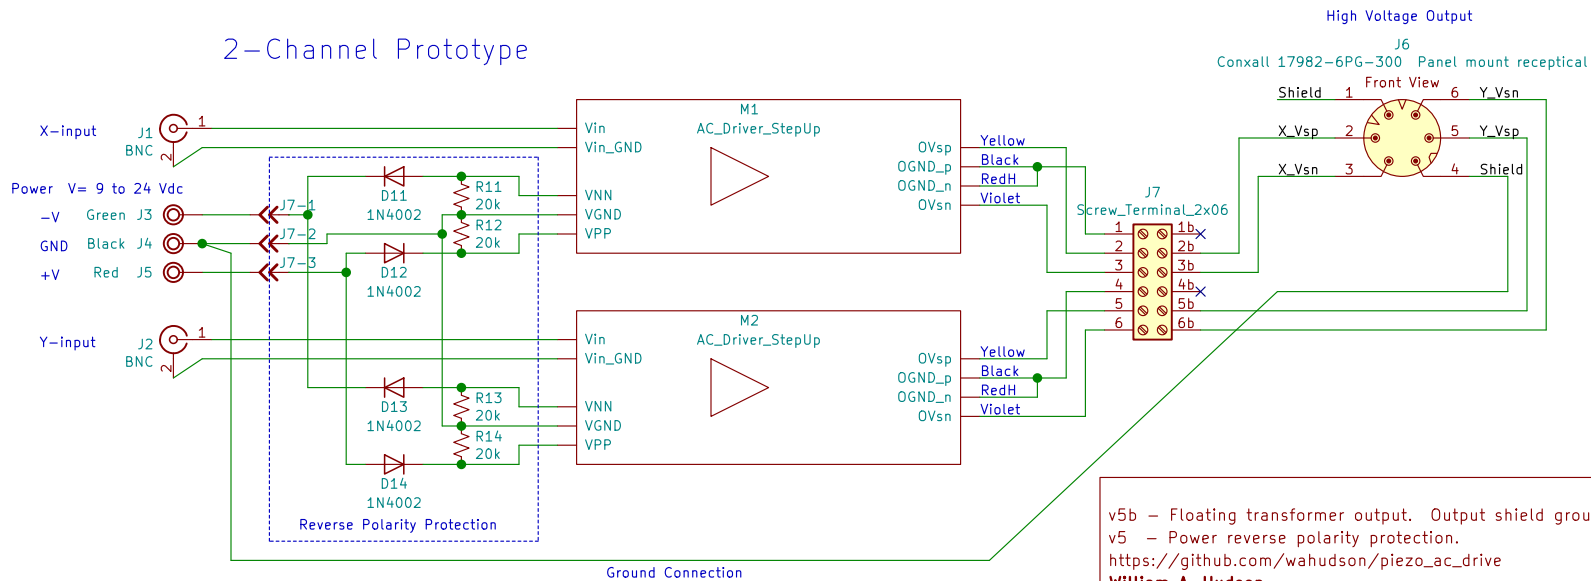 High Voltage Output
2-Channel Prototype
J6
Conxall 17982-6PG-300 Panel mount receptical
Front View
Shield 1
6 Y_Vsn
X_Vsp 2
5 Y_Vsp
X_Vsn 3
4 Shield
X-input
J1
BNC
1
2
Power V= 9 to 24 Vdc
-V Green J3
GND Black J4
+V Red J5
J7-1
J7-2
J7-3
D11
1N4002
R11
20k
R12
20k
D12
1N4002
M1
AC_Driver_StepUp
Vin
Vin_GND
VNN
VGND
VPP
OVsp
OGND_p
OGND_n
OVsn
Yellow
Black
RedH
Violet
J7
Screw_Terminal_2x06
1 1b
2 2b
3 3b
4 4b
5 5b
6 6b
Y-input
J2
BNC
1
2
D13
1N4002
R13
20k
R14
20k
D14
1N4002
Reverse Polarity Protection
M2
AC_Driver_StepUp
Vin
Vin_GND
VNN
VGND
VPP
OVsp
OGND_p
OGND_n
OVsn
Yellow
Black
RedH
Violet
Ground Connection
v5b - Floating transformer output. Output shield grou
v5 - Power reverse polarity protection.
https://github.com/wahudson/piezo_ac_drive
William A. Hudson